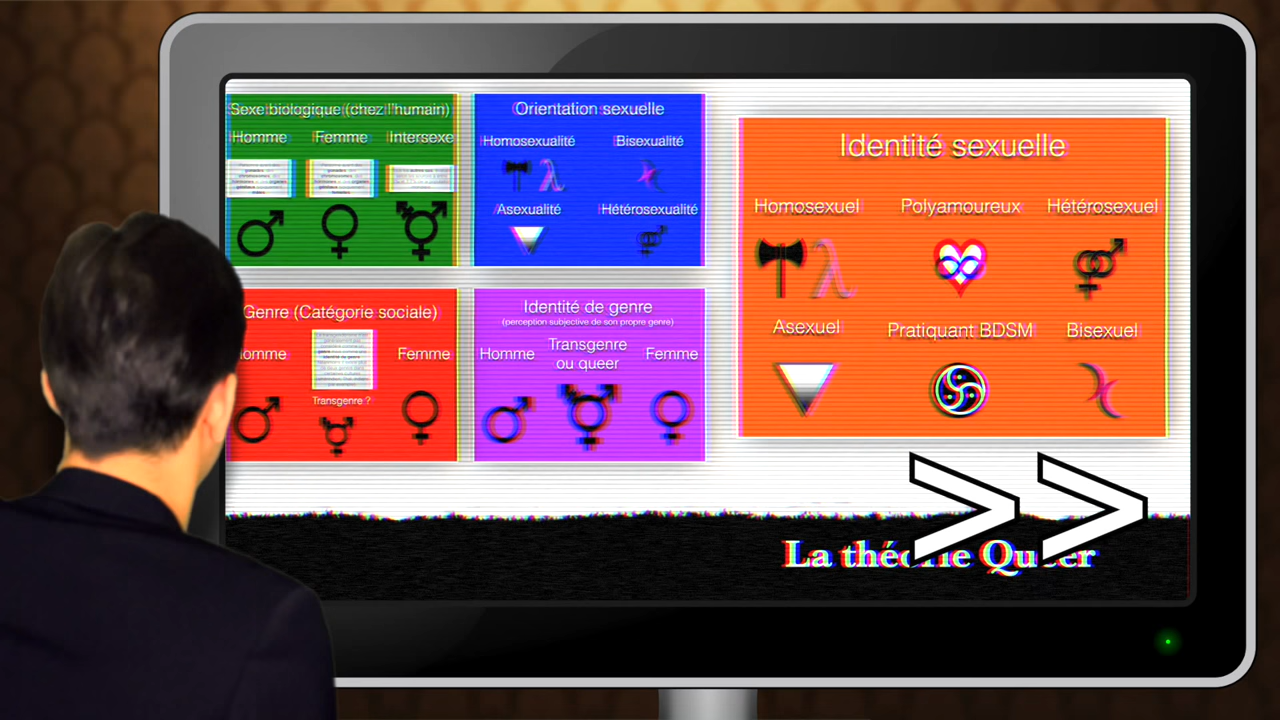 Sexe biologique (chez l'humain)
Homme Femme Intersexe
Orientation sexuelle
Homosexualité Bisexualité
Asexualité Hétérosexualité
Genre (Catégorie sociale)
omme Femme
Transgenre ?
Identité de genre
(perception subjective de son propre genre)
Homme Transgenre Femme
ou queer
Identité sexuelle
Homosexuel Polyamoureux Hétérosexuel
Asexuel Pratiquant BDSM Bisexuel
La théorie Queer